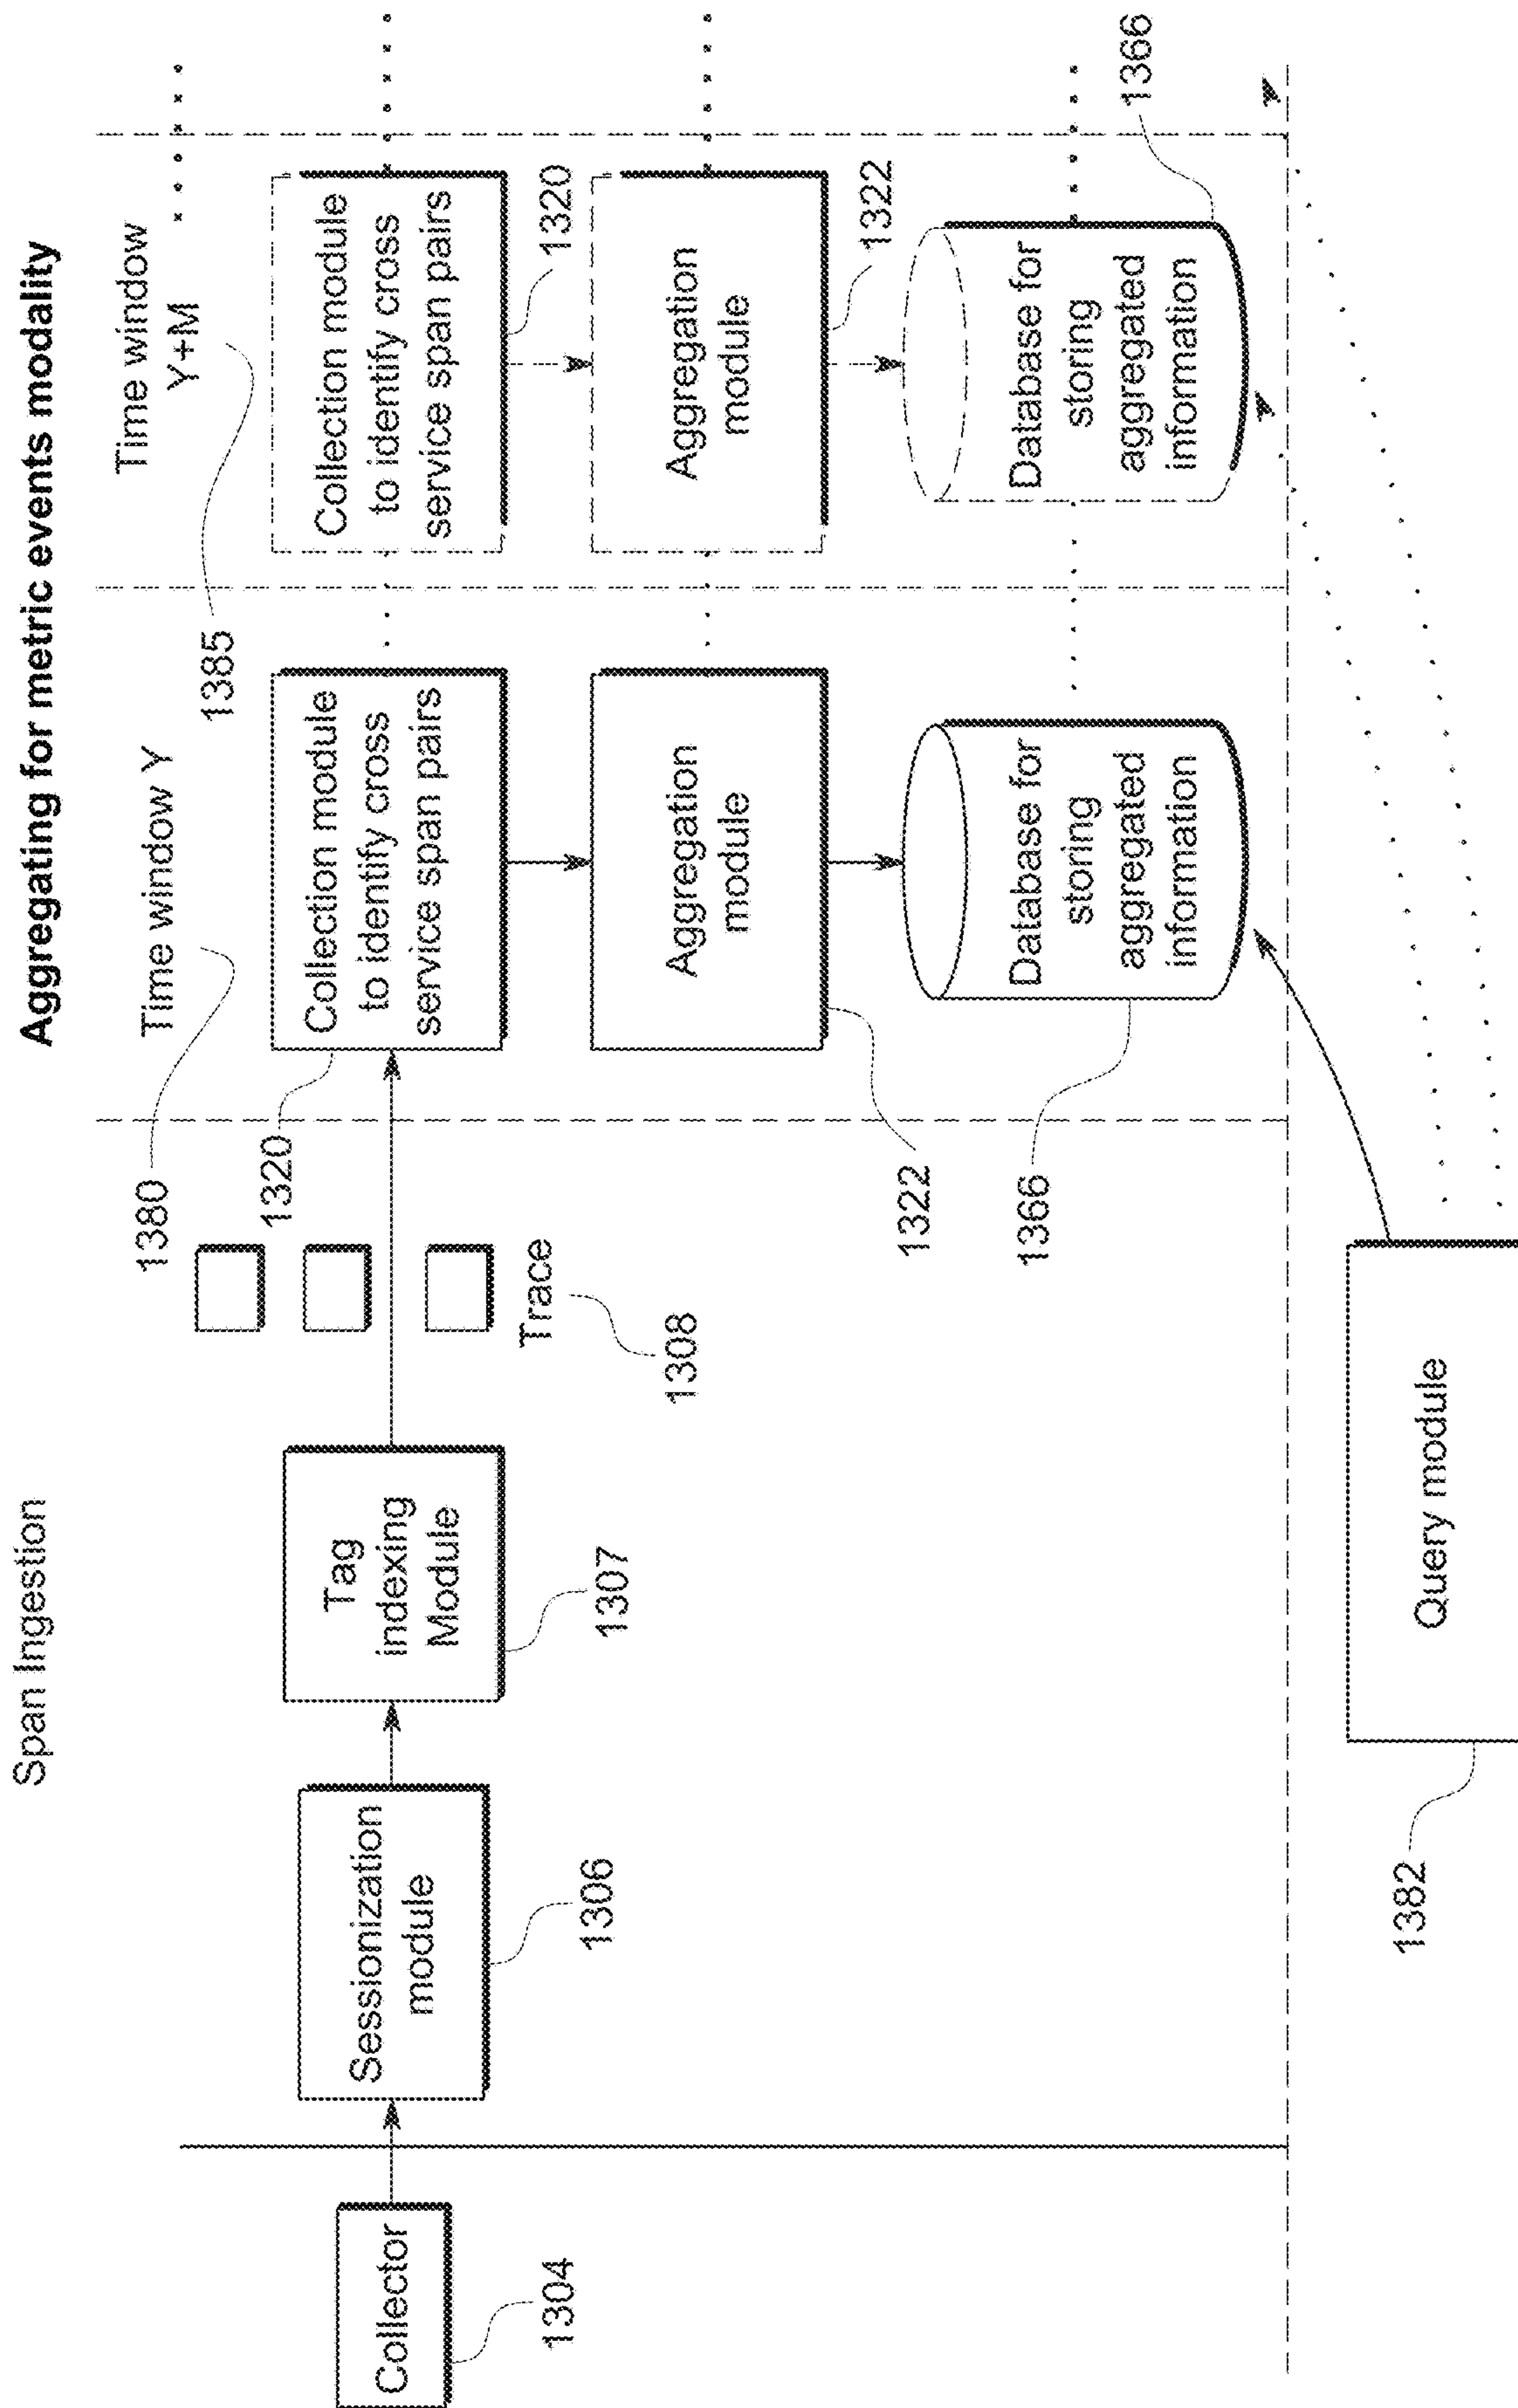 Span Ingestion
Aggregating for metric events modality
Collector
1304
Sessionization
module
1306
Tag
indexing
Module
1307
Trace
1308
Time window Y
1380
Collection module
to identify cross
service span pairs
1320
Aggregation
module
1322
Database for
storing
aggregated
information
1366
Time window
Y+M
1385
Collection module
to identify cross
service span pairs
1320
Aggregation
module
1322
Database for
storing
aggregated
information
1366
Query module
1382